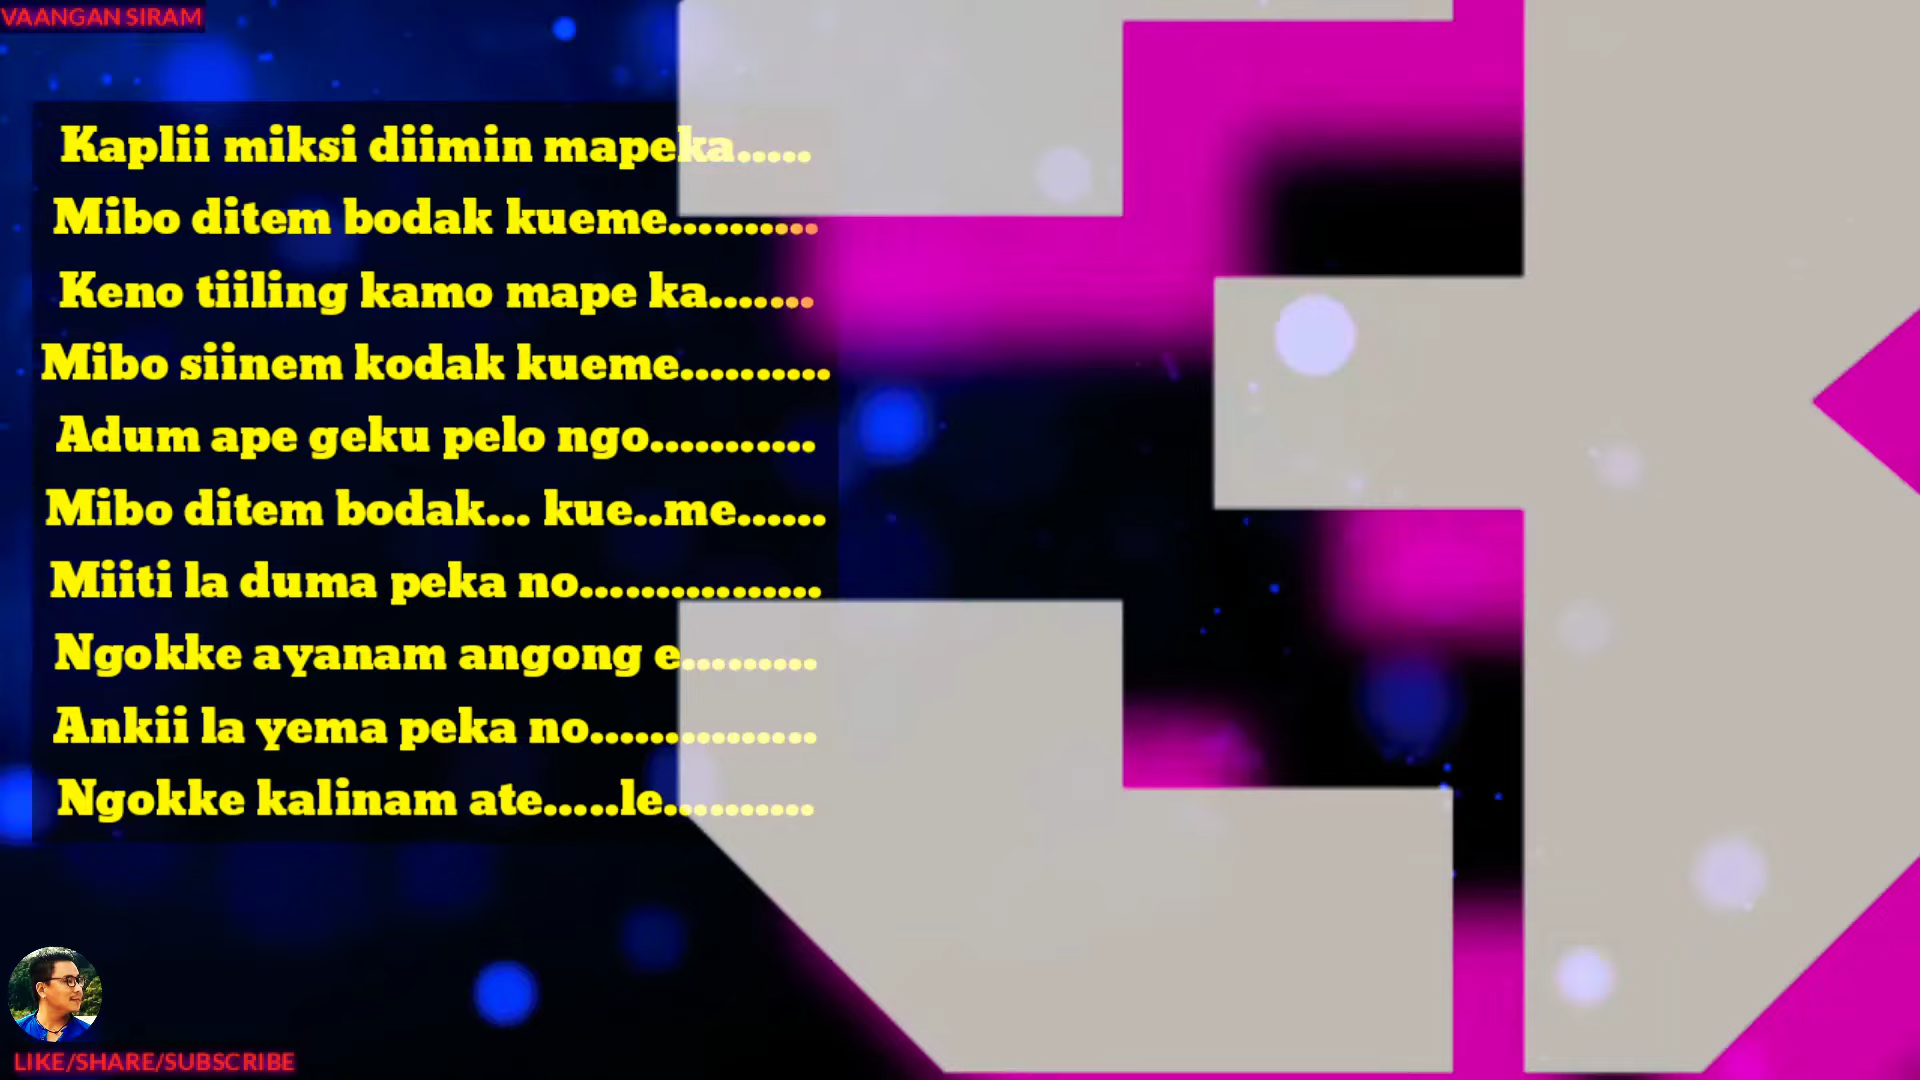 VAANGAN SIRAM
Kaplii miksi diimin mapeka.....
Mibo ditem bodak kueme..........
Keno tiiling kamo mape ka.......
Mibo siinem kodak kueme..........
Adum ape geku pelo ngo...........
Mibo ditem bodak... kue..me......
Miiti la duma peka no................
Ngokke ayanam angong e.........
Ankii la yema peka no...............
Ngokke kalinam ate.....le..........
LIKE/SHARE/SUBSCRIBE